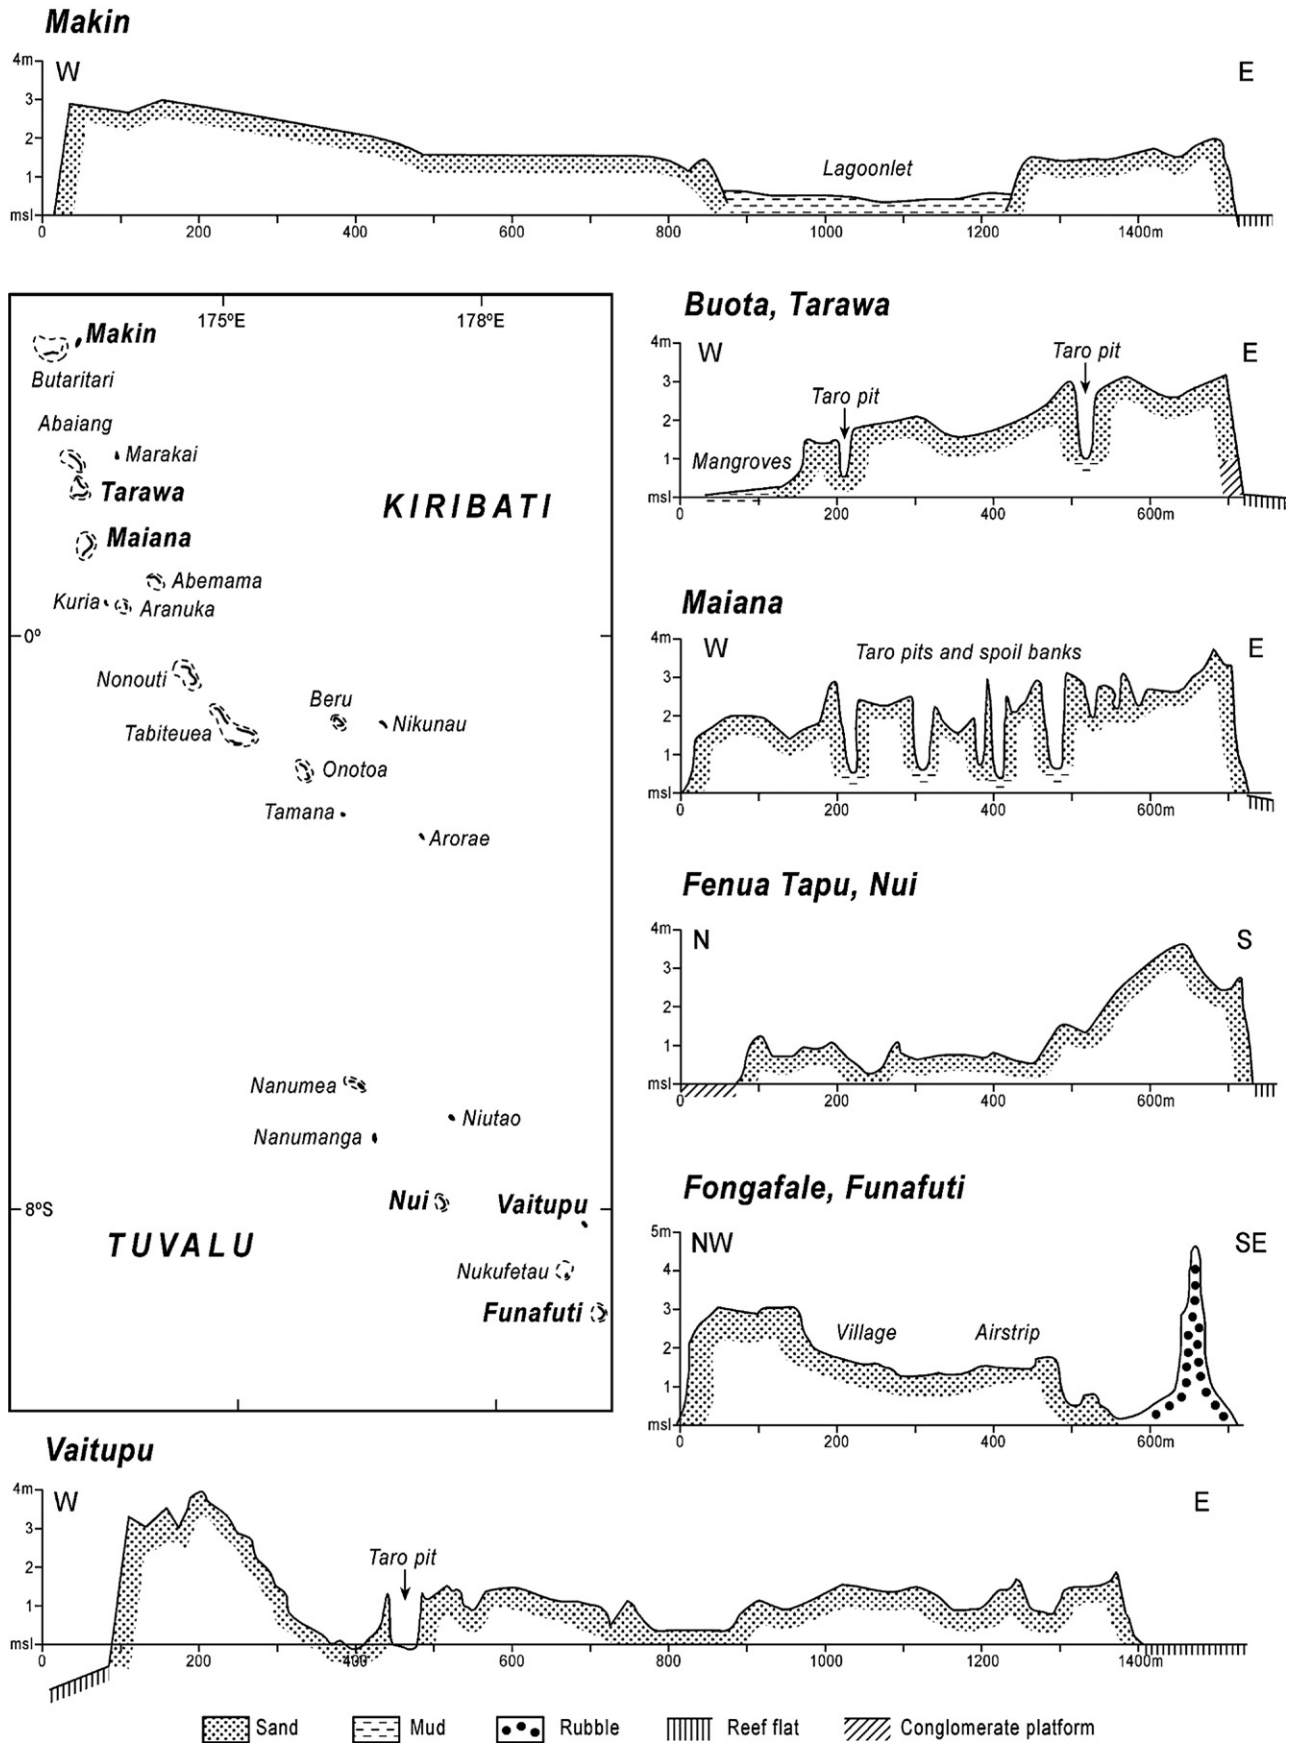 Makin
4m
W
E
3
2
1
Lagoonlet
msl
0
200
400
600
800
1000
1200
1400m
175ºE
178ºE
Makin
Butaritari
Abaiang
Marakai
Tarawa
KIRIBATI
Maiana
Abemama
Kuria
Aranuka
0º
Nonouti
Beru
Tabiteuea
Nikunau
Onotoa
Tamana
Arorae
Nanumea
Niutao
Nanumanga
Nui
Vaitupu
8ºS
TUVALU
Nukufetau
Funafuti
Buota, Tarawa
4m
W
Taro pit
E
3
Taro pit
2
Mangroves
1
msl
0
200
400
600m
Maiana
4m
W
Taro pits and spoil banks
E
3
2
1
msl
0
200
400
600m
Fenua Tapu, Nui
4m
N
S
3
2
1
msl
0
200
400
600m
Fongafale, Funafuti
5m
NW
SE
4
3
Village
Airstrip
2
1
msl
0
200
400
600m
Vaitupu
4m
W
E
3
Taro pit
2
1
msl
0
200
400
600
800
1000
1200
1400m
Sand
Mud
Rubble
Reef flat
Conglomerate platform